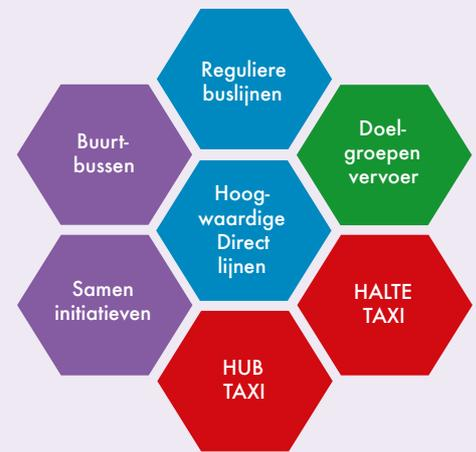 Reguliere
buslijnen
Buurt-
bussen
Doel-
groepen
vervoer
Hoog-
waardige
Direct
lijnen
Samen
initiatieven
HALTE
TAXI
HUB
TAXI